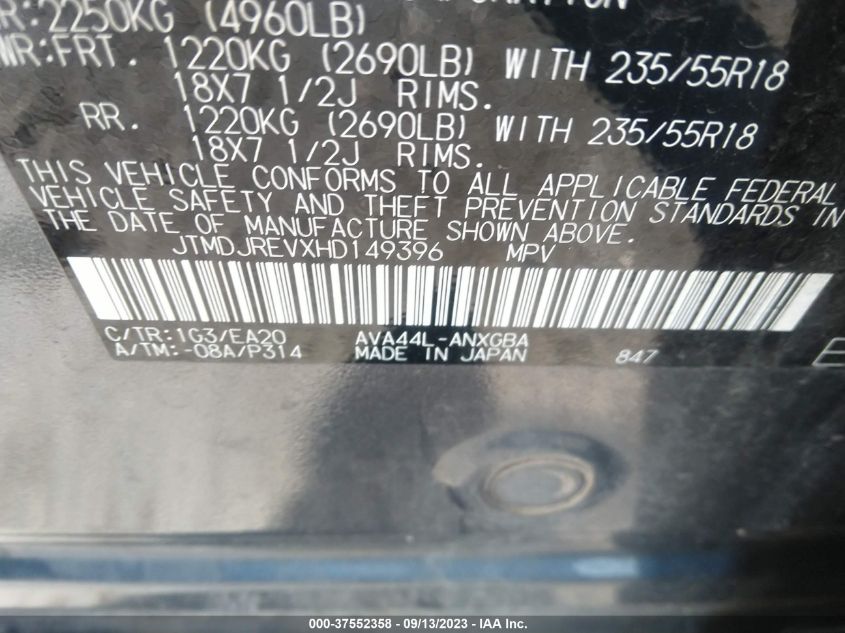 R:2250KG (4960LB)
WR:FRT. 1220KG (2690LB) WITH 235/55R18
18X7 1/2J RIMS.
RR. 1220KG (2690LB) WITH 235/55R18
18X7 1/2J RIMS.
THIS VEHICLE CONFORMS TO ALL APPLICABLE FEDERAL
VEHICLE SAFETY AND THEFT PREVENTION STANDARDS IN
THE DATE OF MANUFACTURE SHOWN ABOVE.
JTMDJREVXHD149396 MPV
C/TR:1G3/EA20 AVA44L-ANXGBA
A/TM:-08A/P314 MADE IN JAPAN 847
000-37552358 - 09/13/2023 - IAA Inc.